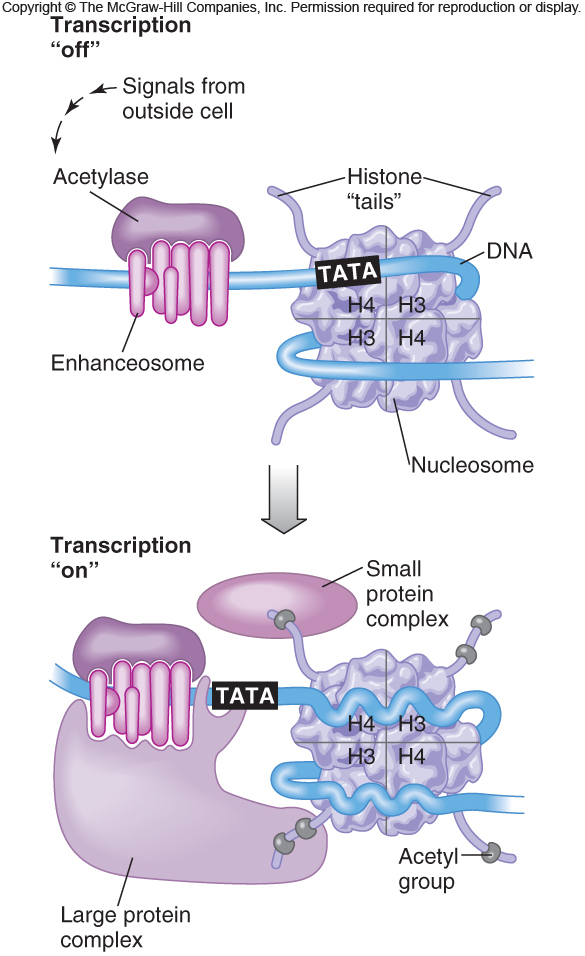 Copyright © The McGraw-Hill Companies, Inc. Permission required for reproduction or display.
Transcription
“off”
Signals from
outside cell
Acetylase
Histone
“tails”
DNA
TATA
H4 H3
H3 H4
Enhanceosome
Nucleosome
Transcription
“on”
Small
protein
complex
TATA
H4 H3
H3 H4
Acetyl
group
Large protein
complex